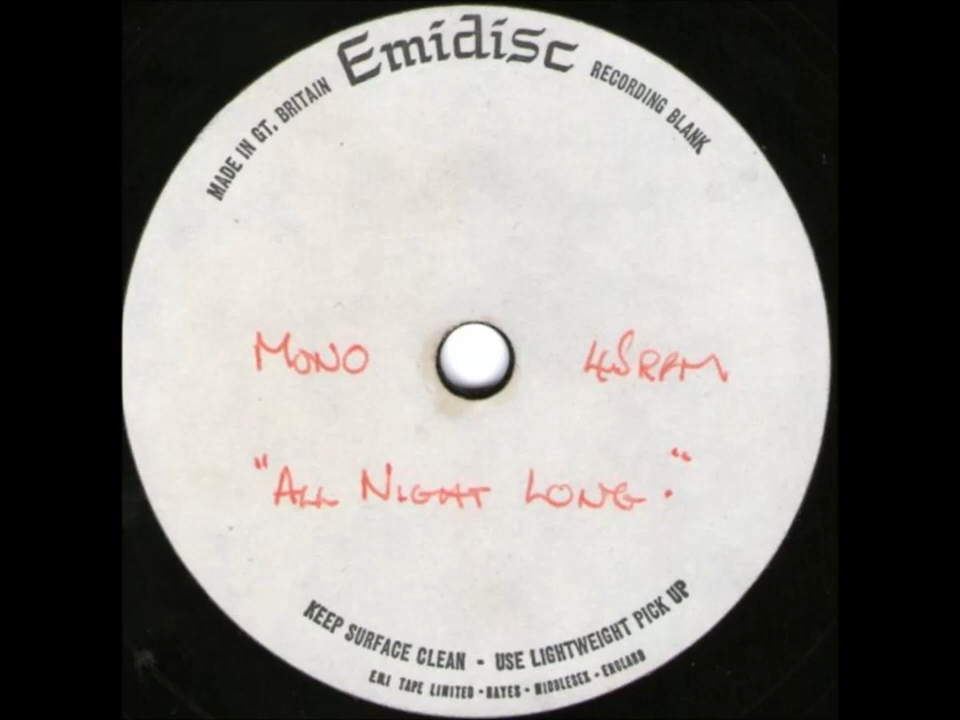 Emidisc
MADE IN GT. BRITAIN
RECORDING BLANK
MONO
45RPM
"ALL NIGHT LONG."
KEEP SURFACE CLEAN - USE LIGHTWEIGHT PICK UP
E.M.I TAPE LIMITED - HAYES - MIDDLESEX - ENGLAND